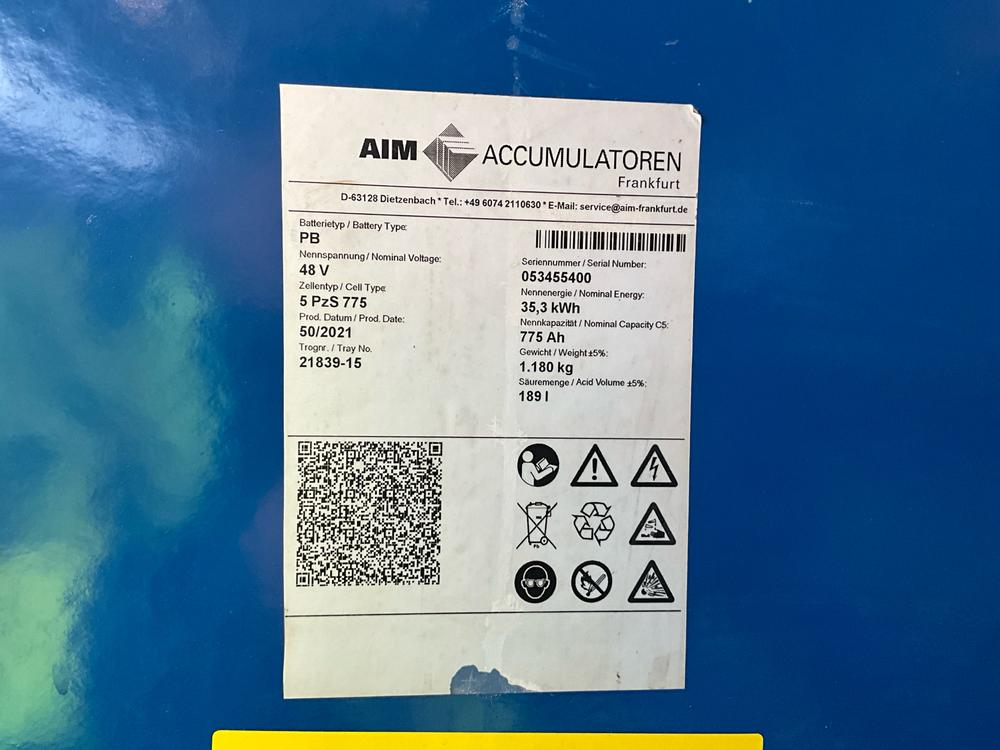 AIM ACCUMULATOREN
Frankfurt
D-63128 Dietzenbach * Tel.: +49 6074 2110630 * E-Mail: service@aim-frankfurt.de
Batterietyp / Battery Type:
PB
Nennspannung / Nominal Voltage:
48 V
Zellentyp / Cell Type:
5 PzS 775
Prod. Datum / Prod. Date:
50/2021
Trognr. / Tray No.
21839-15
Seriennummer / Serial Number:
053455400
Nennenergie / Nominal Energy:
35,3 kWh
Nennkapazität / Nominal Capacity C5:
775 Ah
Gewicht / Weight ±5%:
1.180 kg
Säuremenge / Acid Volume ±5%:
189 l
Pb